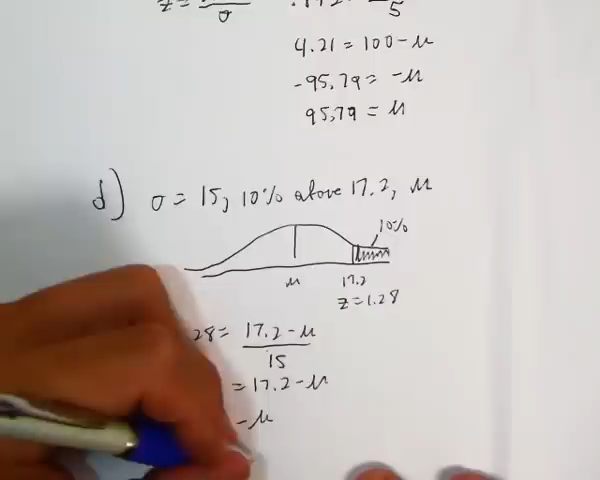 z =
σ
5
4.21 = 100 - μ
-95.79 = -μ
95.79 = μ
d) σ = 15, 10% above 17.2, μ
10%
μ 17.2
z = 1.28
28 = 17.2 - μ
15
= 17.2 - μ
- μ